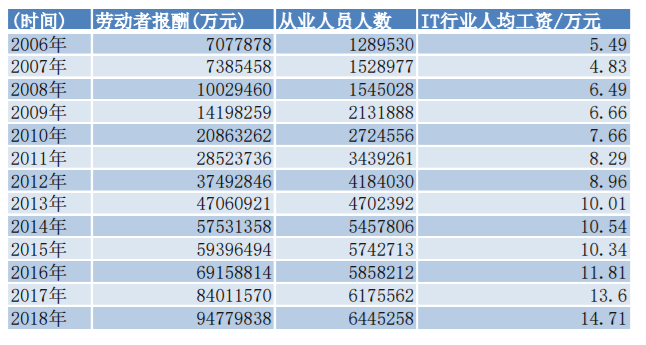 (时间) 劳动者报酬(万元) 从业人员人数 IT行业人均工资/万元
2006年 7077878 1289530 5.49
2007年 7385458 1528977 4.83
2008年 10029460 1545028 6.49
2009年 14198259 2131888 6.66
2010年 20863262 2724556 7.66
2011年 28523736 3439261 8.29
2012年 37492846 4184030 8.96
2013年 47060921 4702392 10.01
2014年 57531358 5457806 10.54
2015年 59396494 5742713 10.34
2016年 69158814 5858212 11.81
2017年 84011570 6175562 13.6
2018年 94779838 6445258 14.71